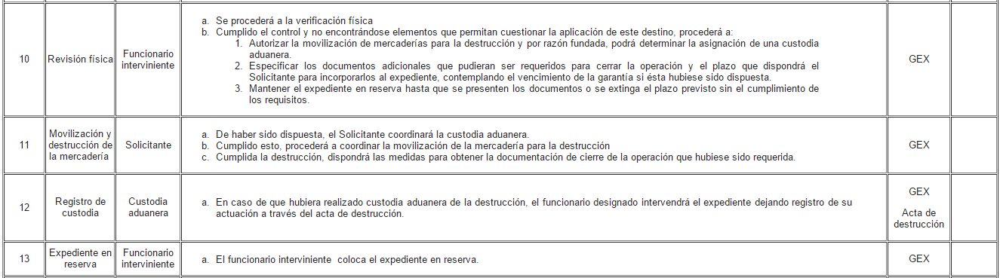 10
Revisión física
Funcionario
interviniente
a. Se procederá a la verificación física
b. Cumplido el control y no encontrándose elementos que permitan cuestionar la aplicación de este destino, procederá a:
1. Autorizar la movilización de mercaderías para la destrucción y por razón fundada, podrá determinar la asignación de una custodia
aduanera.
2. Especificar los documentos adicionales que pudieran ser requeridos para cerrar la operación y el plazo que dispondrá el
Solicitante para incorporarlos al expediente, contemplando el vencimiento de la garantía si ésta hubiese sido dispuesta.
3. Mantener el expediente en reserva hasta que se presenten los documentos o se extinga el plazo previsto sin el cumplimiento de
los requisitos.
GEX
11
Movilización y
destrucción de
la mercadería
Solicitante
a. De haber sido dispuesta, el Solicitante coordinará la custodia aduanera.
b. Cumplido esto, procederá a coordinar la movilización de la mercadería para la destrucción
c. Cumplida la destrucción, dispondrá las medidas para obtener la documentación de cierre de la operación que hubiese sido requerida.
GEX
12
Registro de
custodia
Custodia
aduanera
a. En caso de que hubiera realizado custodia aduanera de la destrucción, el funcionario designado intervendrá el expediente dejando registro de su
actuación a través del acta de destrucción.
GEX
Acta de
destrucción
13
Expediente en
reserva
Funcionario
interviniente
a. El funcionario interviniente coloca el expediente en reserva.
GEX